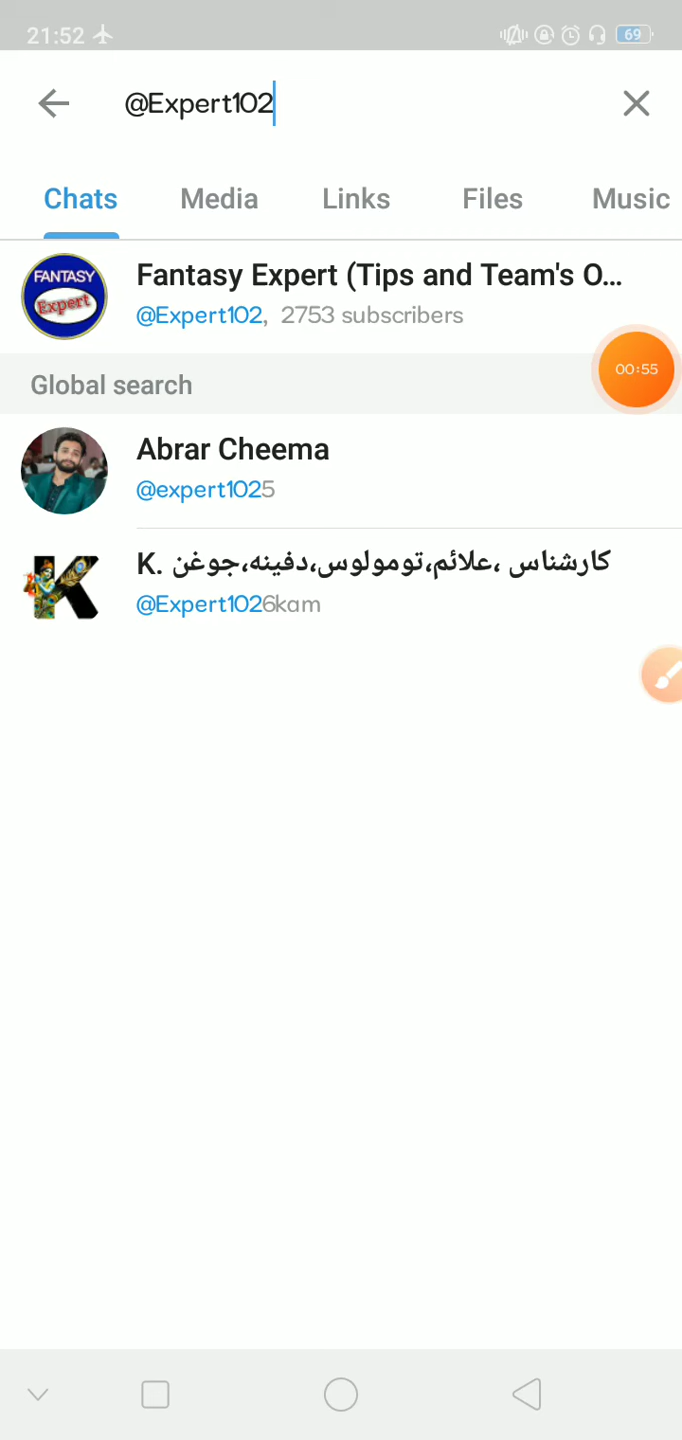 21:52
69
@Expert102
Chats Media Links Files Music
FANTASY
Expert
Fantasy Expert (Tips and Team's O...
@Expert102, 2753 subscribers
00:55
Global search
Abrar Cheema
@expert1025
K. کارشناس ،علائم،تومولوس،دفینه،جوغن
K
@Expert1026kam